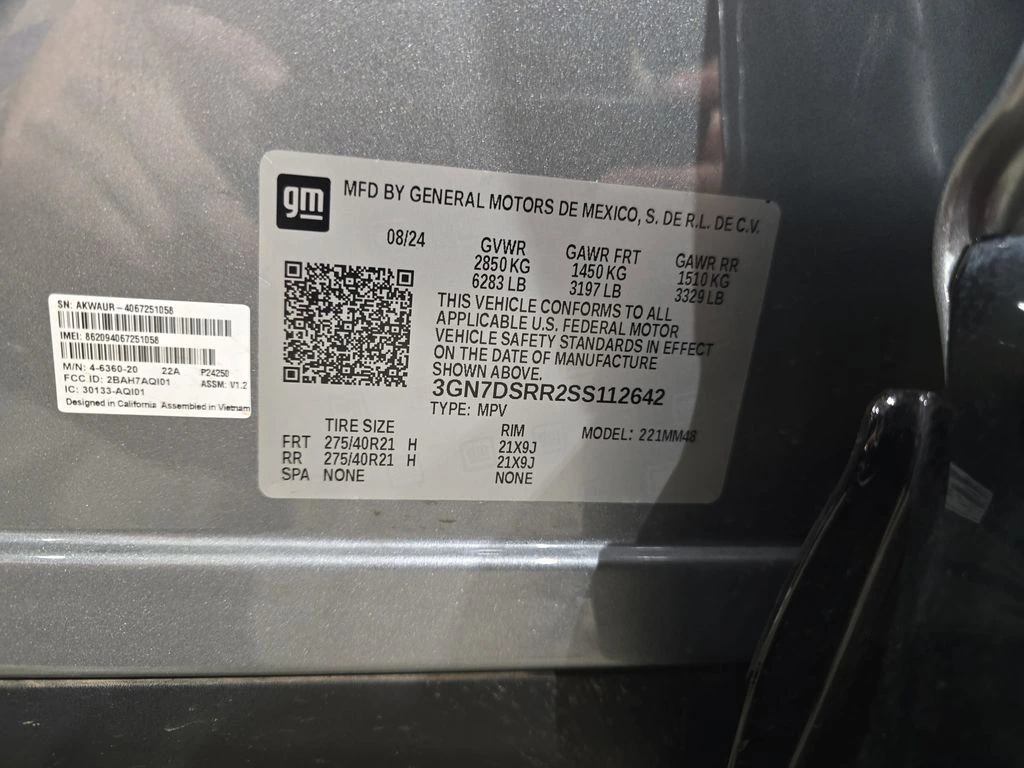 gm
MFD BY GENERAL MOTORS DE MEXICO, S. DE R.L. DE C.V.
08/24 GVWR GAWR FRT GAWR RR
2850 KG 1450 KG 1510 KG
6283 LB 3197 LB 3329 LB
THIS VEHICLE CONFORMS TO ALL
APPLICABLE U.S. FEDERAL MOTOR
VEHICLE SAFETY STANDARDS IN EFFECT
ON THE DATE OF MANUFACTURE
SHOWN ABOVE.
3GN7DSRR2SS112642
TYPE: MPV
TIRE SIZE RIM MODEL: 221MM48
FRT 275/40R21 H 21X9J
RR 275/40R21 H 21X9J
SPA NONE NONE
SN: AKWAUR-4067251058
IMEI: 862094067251058
M/N: 4-6360-20 22A P24250
FCC ID: 2BAH7AQI01 ASSM: V1.2
IC: 30133-AQI01
Designed in California Assembled in Vietnam